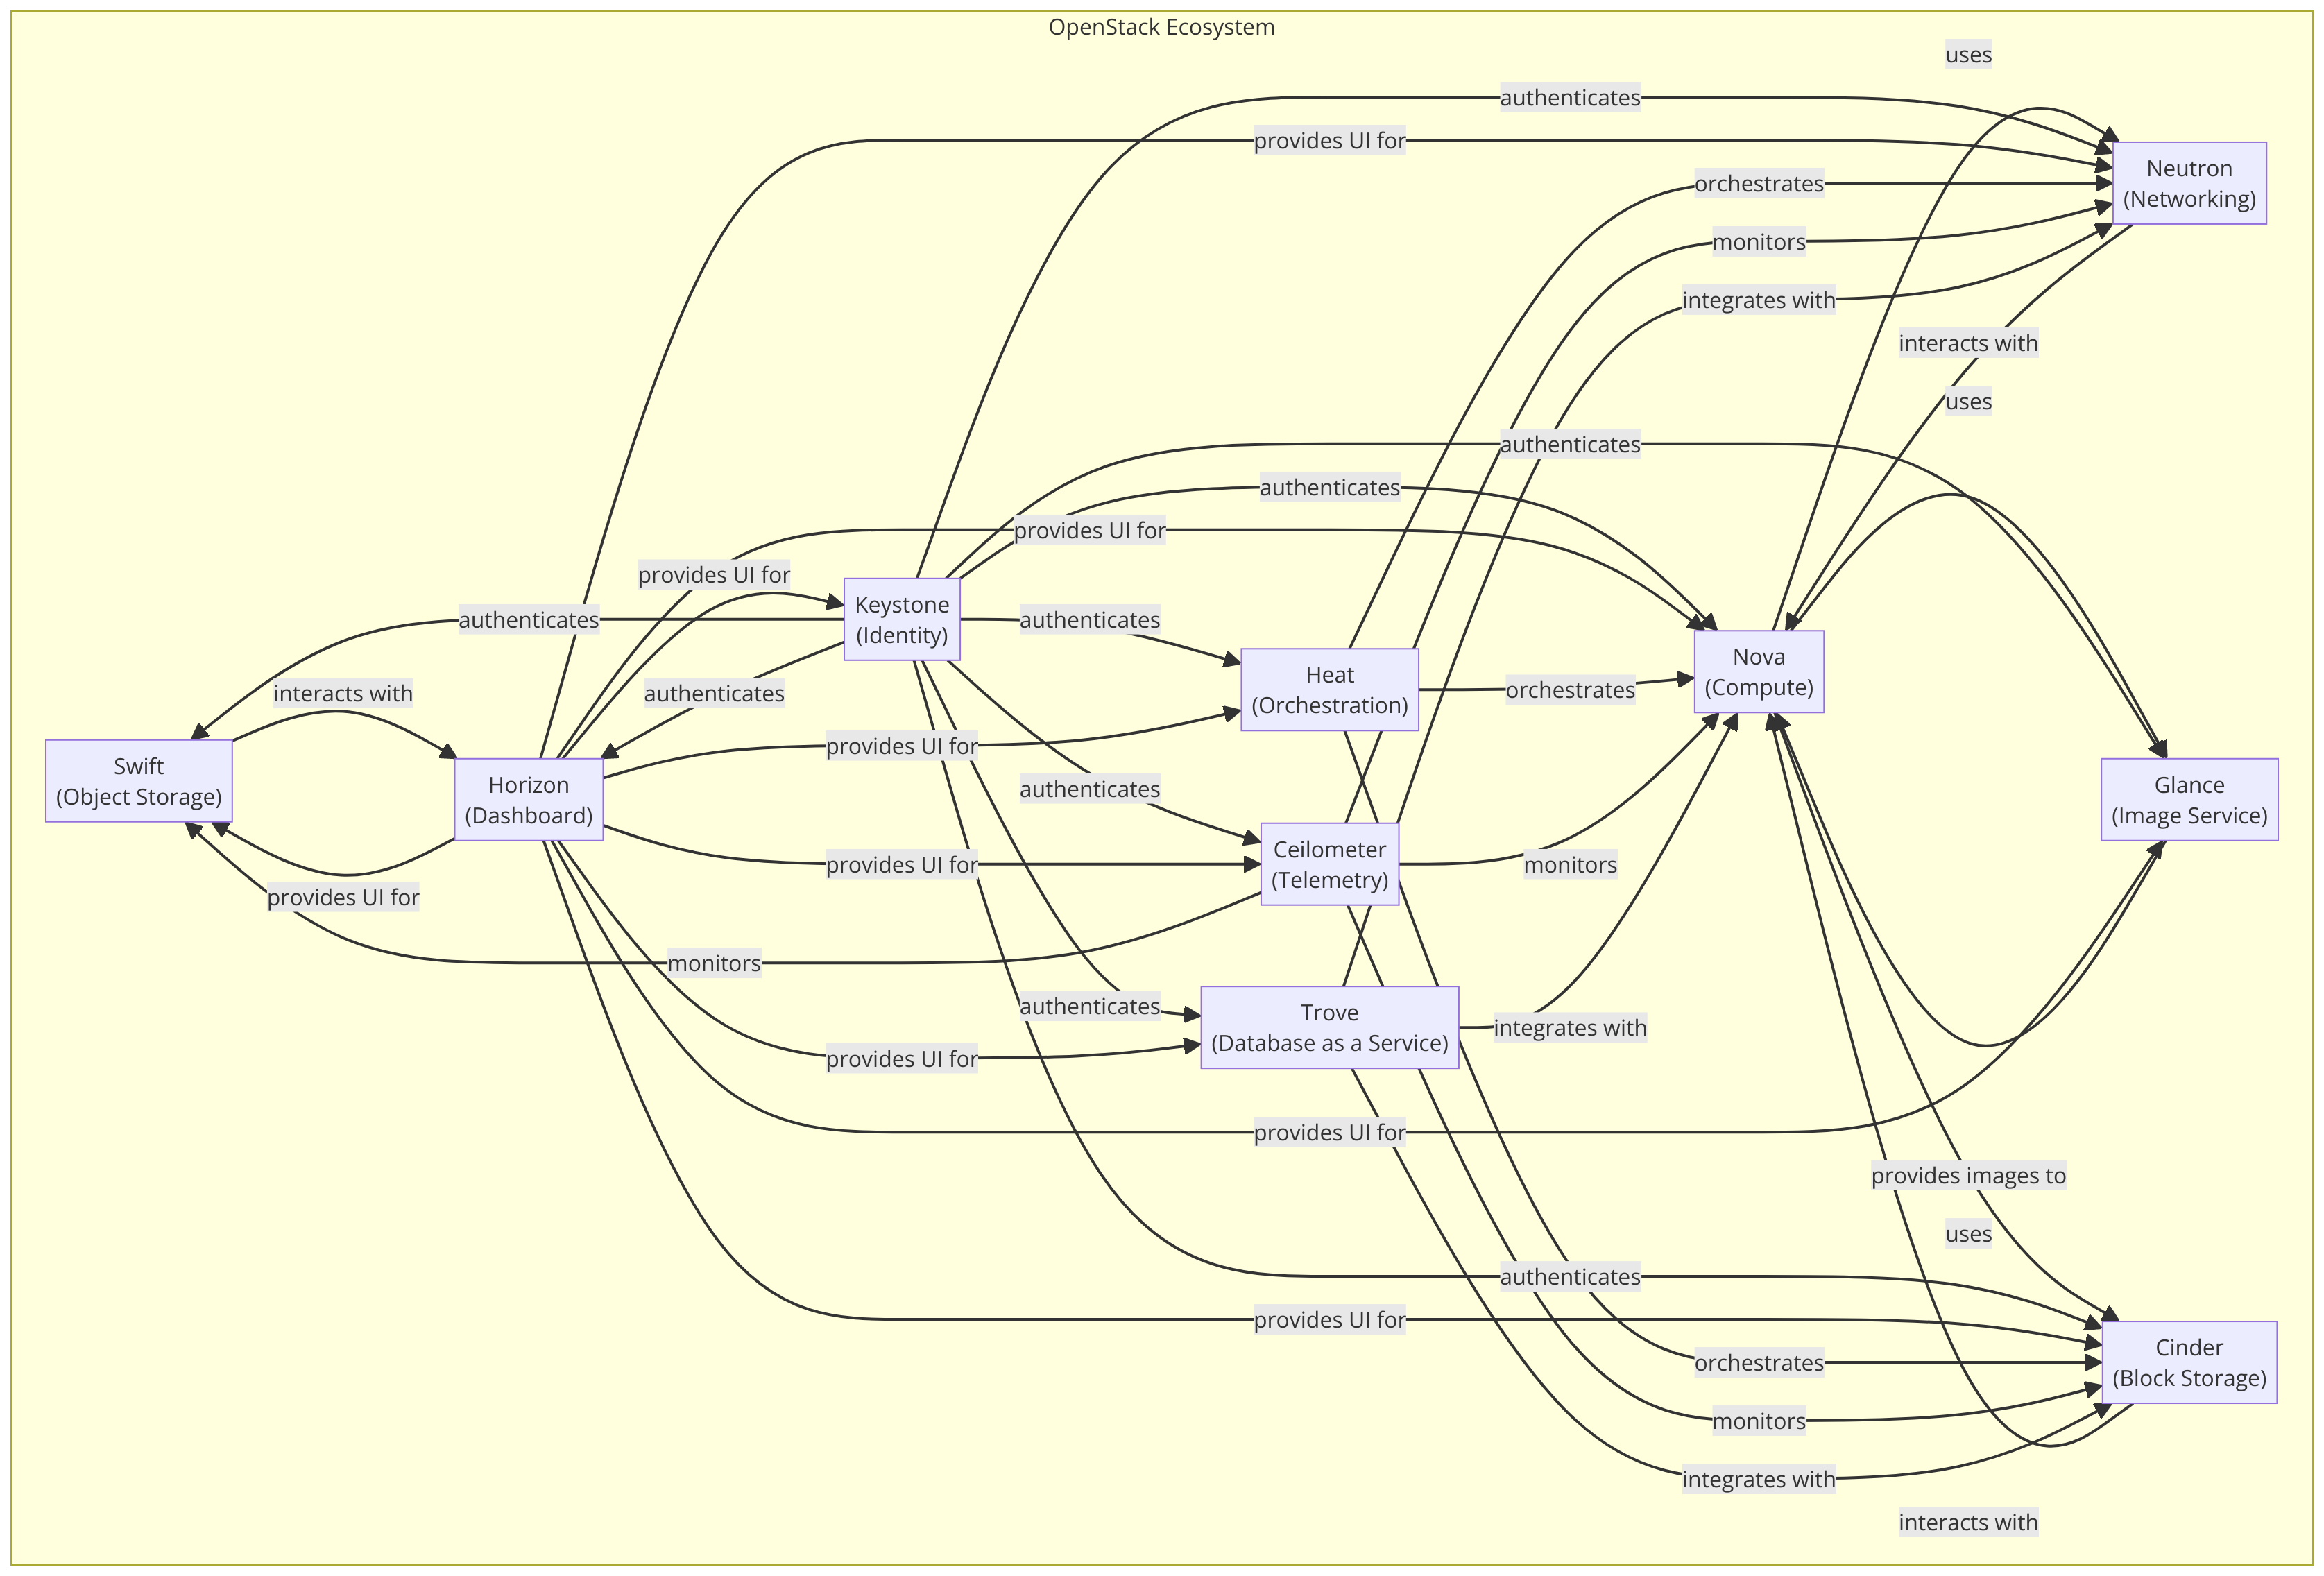 OpenStack Ecosystem
uses
authenticates
provides UI for
Neutron
(Networking)
orchestrates
monitors
integrates with
interacts with
uses
authenticates
authenticates
provides UI for
provides UI for
Keystone
(Identity)
authenticates
authenticates
Nova
(Compute)
Heat
(Orchestration)
interacts with
authenticates
orchestrates
provides UI for
Swift
(Object Storage)
Horizon
(Dashboard)
authenticates
Glance
(Image Service)
Ceilometer
(Telemetry)
provides UI for
monitors
provides UI for
monitors
authenticates
Trove
(Database as a Service)
integrates with
provides UI for
provides UI for
provides images to
uses
authenticates
provides UI for
orchestrates
Cinder
(Block Storage)
monitors
integrates with
interacts with